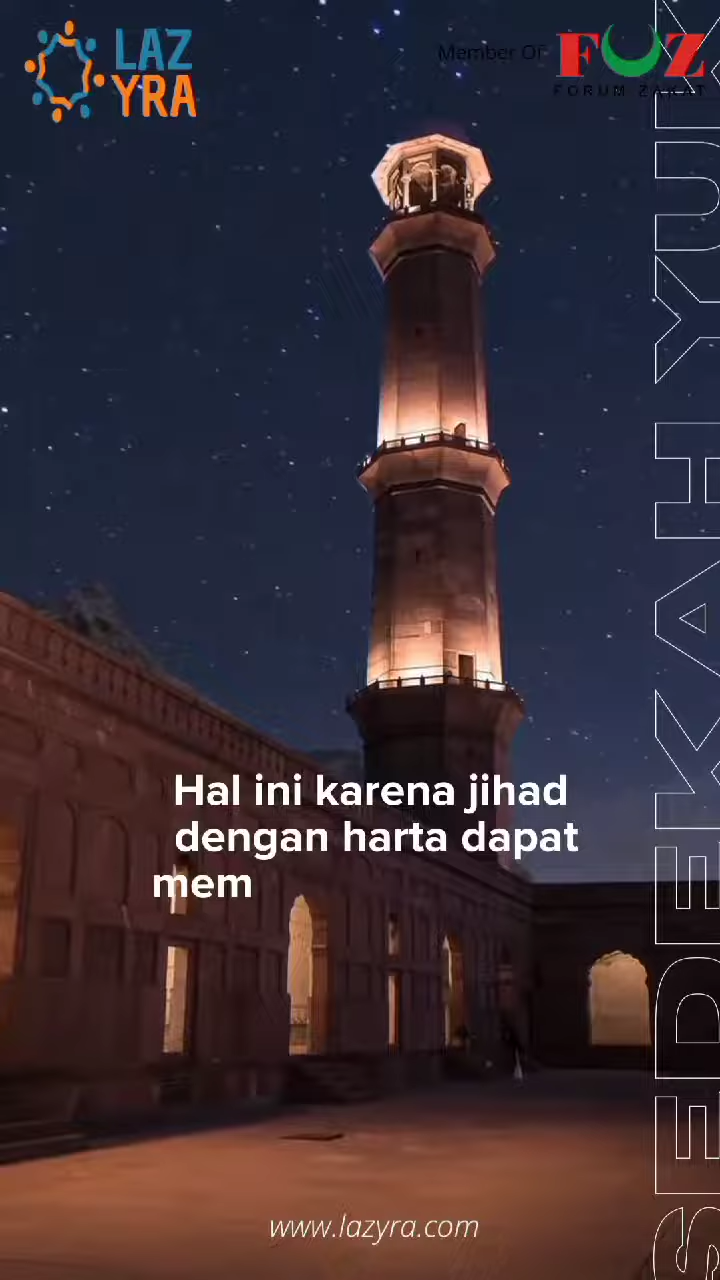 LAZ
YRA
Member Of
FOZ
FORUM ZAKAT
SEDEKAH YUK
Hal ini karena jihad
dengan harta dapat
mem
www.lazyra.com